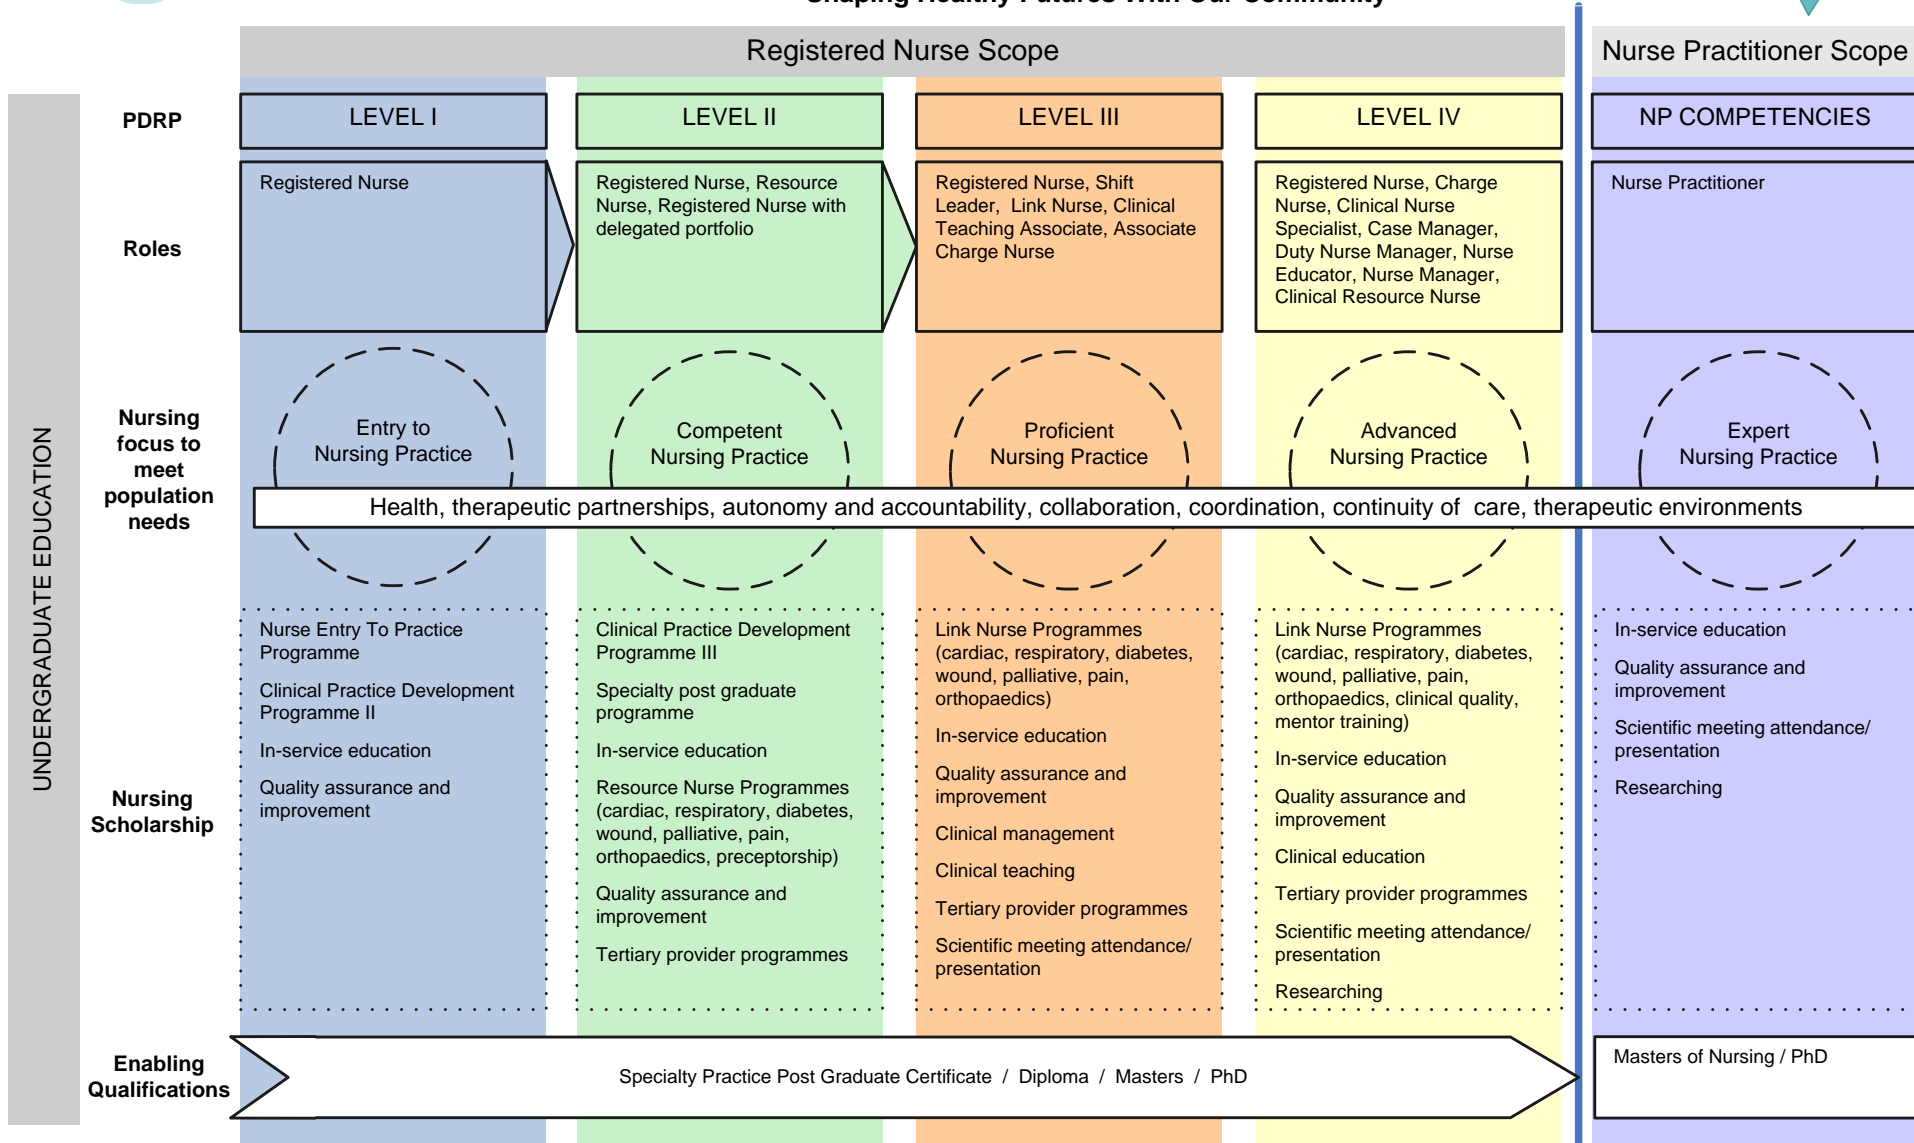 Shaping Healthy Futures With Our Community
Registered Nurse Scope
Nurse Practitioner Scope
UNDERGRADUATE EDUCATION
PDRP
LEVEL I
LEVEL II
LEVEL III
LEVEL IV
NP COMPETENCIES
Roles
Registered Nurse
Registered Nurse, Resource
Nurse, Registered Nurse with
delegated portfolio
Registered Nurse, Shift
Leader,  Link Nurse, Clinical
Teaching Associate, Associate
Charge Nurse
Registered Nurse, Charge
Nurse, Clinical Nurse
Specialist, Case Manager,
Duty Nurse Manager, Nurse
Educator, Nurse Manager,
Clinical Resource Nurse
Nurse Practitioner
Nursing
focus to
meet
population
needs
Entry to
Nursing Practice
Competent
Nursing Practice
Proficient
Nursing Practice
Advanced
Nursing Practice
Expert
Nursing Practice
Health, therapeutic partnerships, autonomy and accountability, collaboration, coordination, continuity of  care, therapeutic environments
Nursing
Scholarship
Nurse Entry To Practice
Programme
Clinical Practice Development
Programme II
In-service education
Quality assurance and
improvement
Clinical Practice Development
Programme III
Specialty post graduate
programme
In-service education
Resource Nurse Programmes
(cardiac, respiratory, diabetes,
wound, palliative, pain,
orthopaedics, preceptorship)
Quality assurance and
improvement
Tertiary provider programmes
Link Nurse Programmes
(cardiac, respiratory, diabetes,
wound, palliative, pain,
orthopaedics)
In-service education
Quality assurance and
improvement
Clinical management
Clinical teaching
Tertiary provider programmes
Scientific meeting attendance/
presentation
Link Nurse Programmes
(cardiac, respiratory, diabetes,
wound, palliative, pain,
orthopaedics, clinical quality,
mentor training)
In-service education
Quality assurance and
improvement
Clinical education
Tertiary provider programmes
Scientific meeting attendance/
presentation
Researching
In-service education
Quality assurance and
improvement
Scientific meeting attendance/
presentation
Researching
Enabling
Qualifications
Specialty Practice Post Graduate Certificate  /  Diploma  /  Masters  /  PhD
Masters of Nursing / PhD